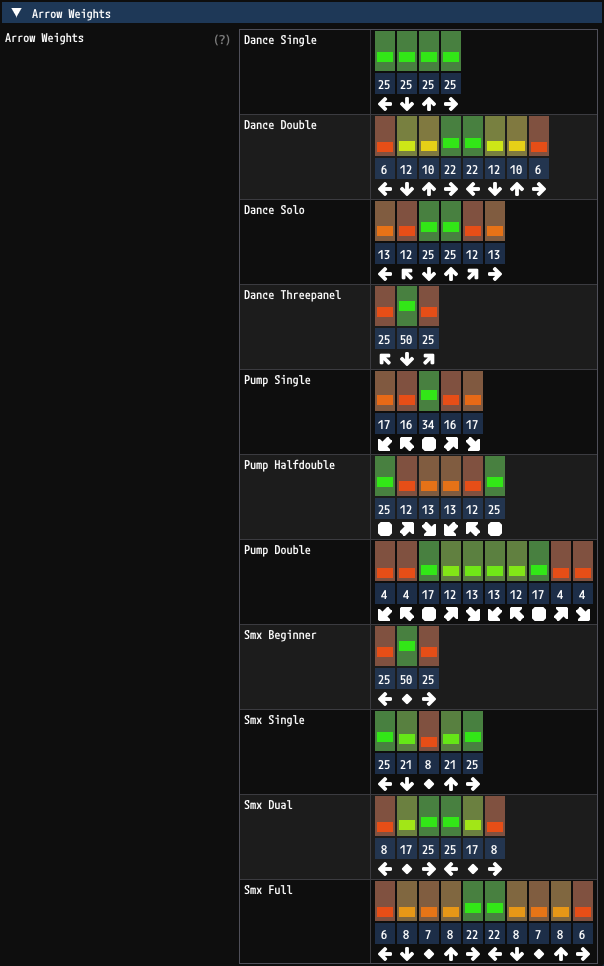 Arrow Weights
Arrow Weights (?)
Dance Single
25 25 25 25
Dance Double
6 12 10 22 22 12 10 6
Dance Solo
13 12 25 25 12 13
Dance Threepanel
25 50 25
Pump Single
17 16 34 16 17
Pump Halfdouble
25 12 13 13 12 25
Pump Double
4 4 17 12 13 13 12 17 4 4
Smx Beginner
25 50 25
Smx Single
25 21 8 21 25
Smx Dual
8 17 25 25 17 8
Smx Full
6 8 7 8 22 22 8 7 8 6